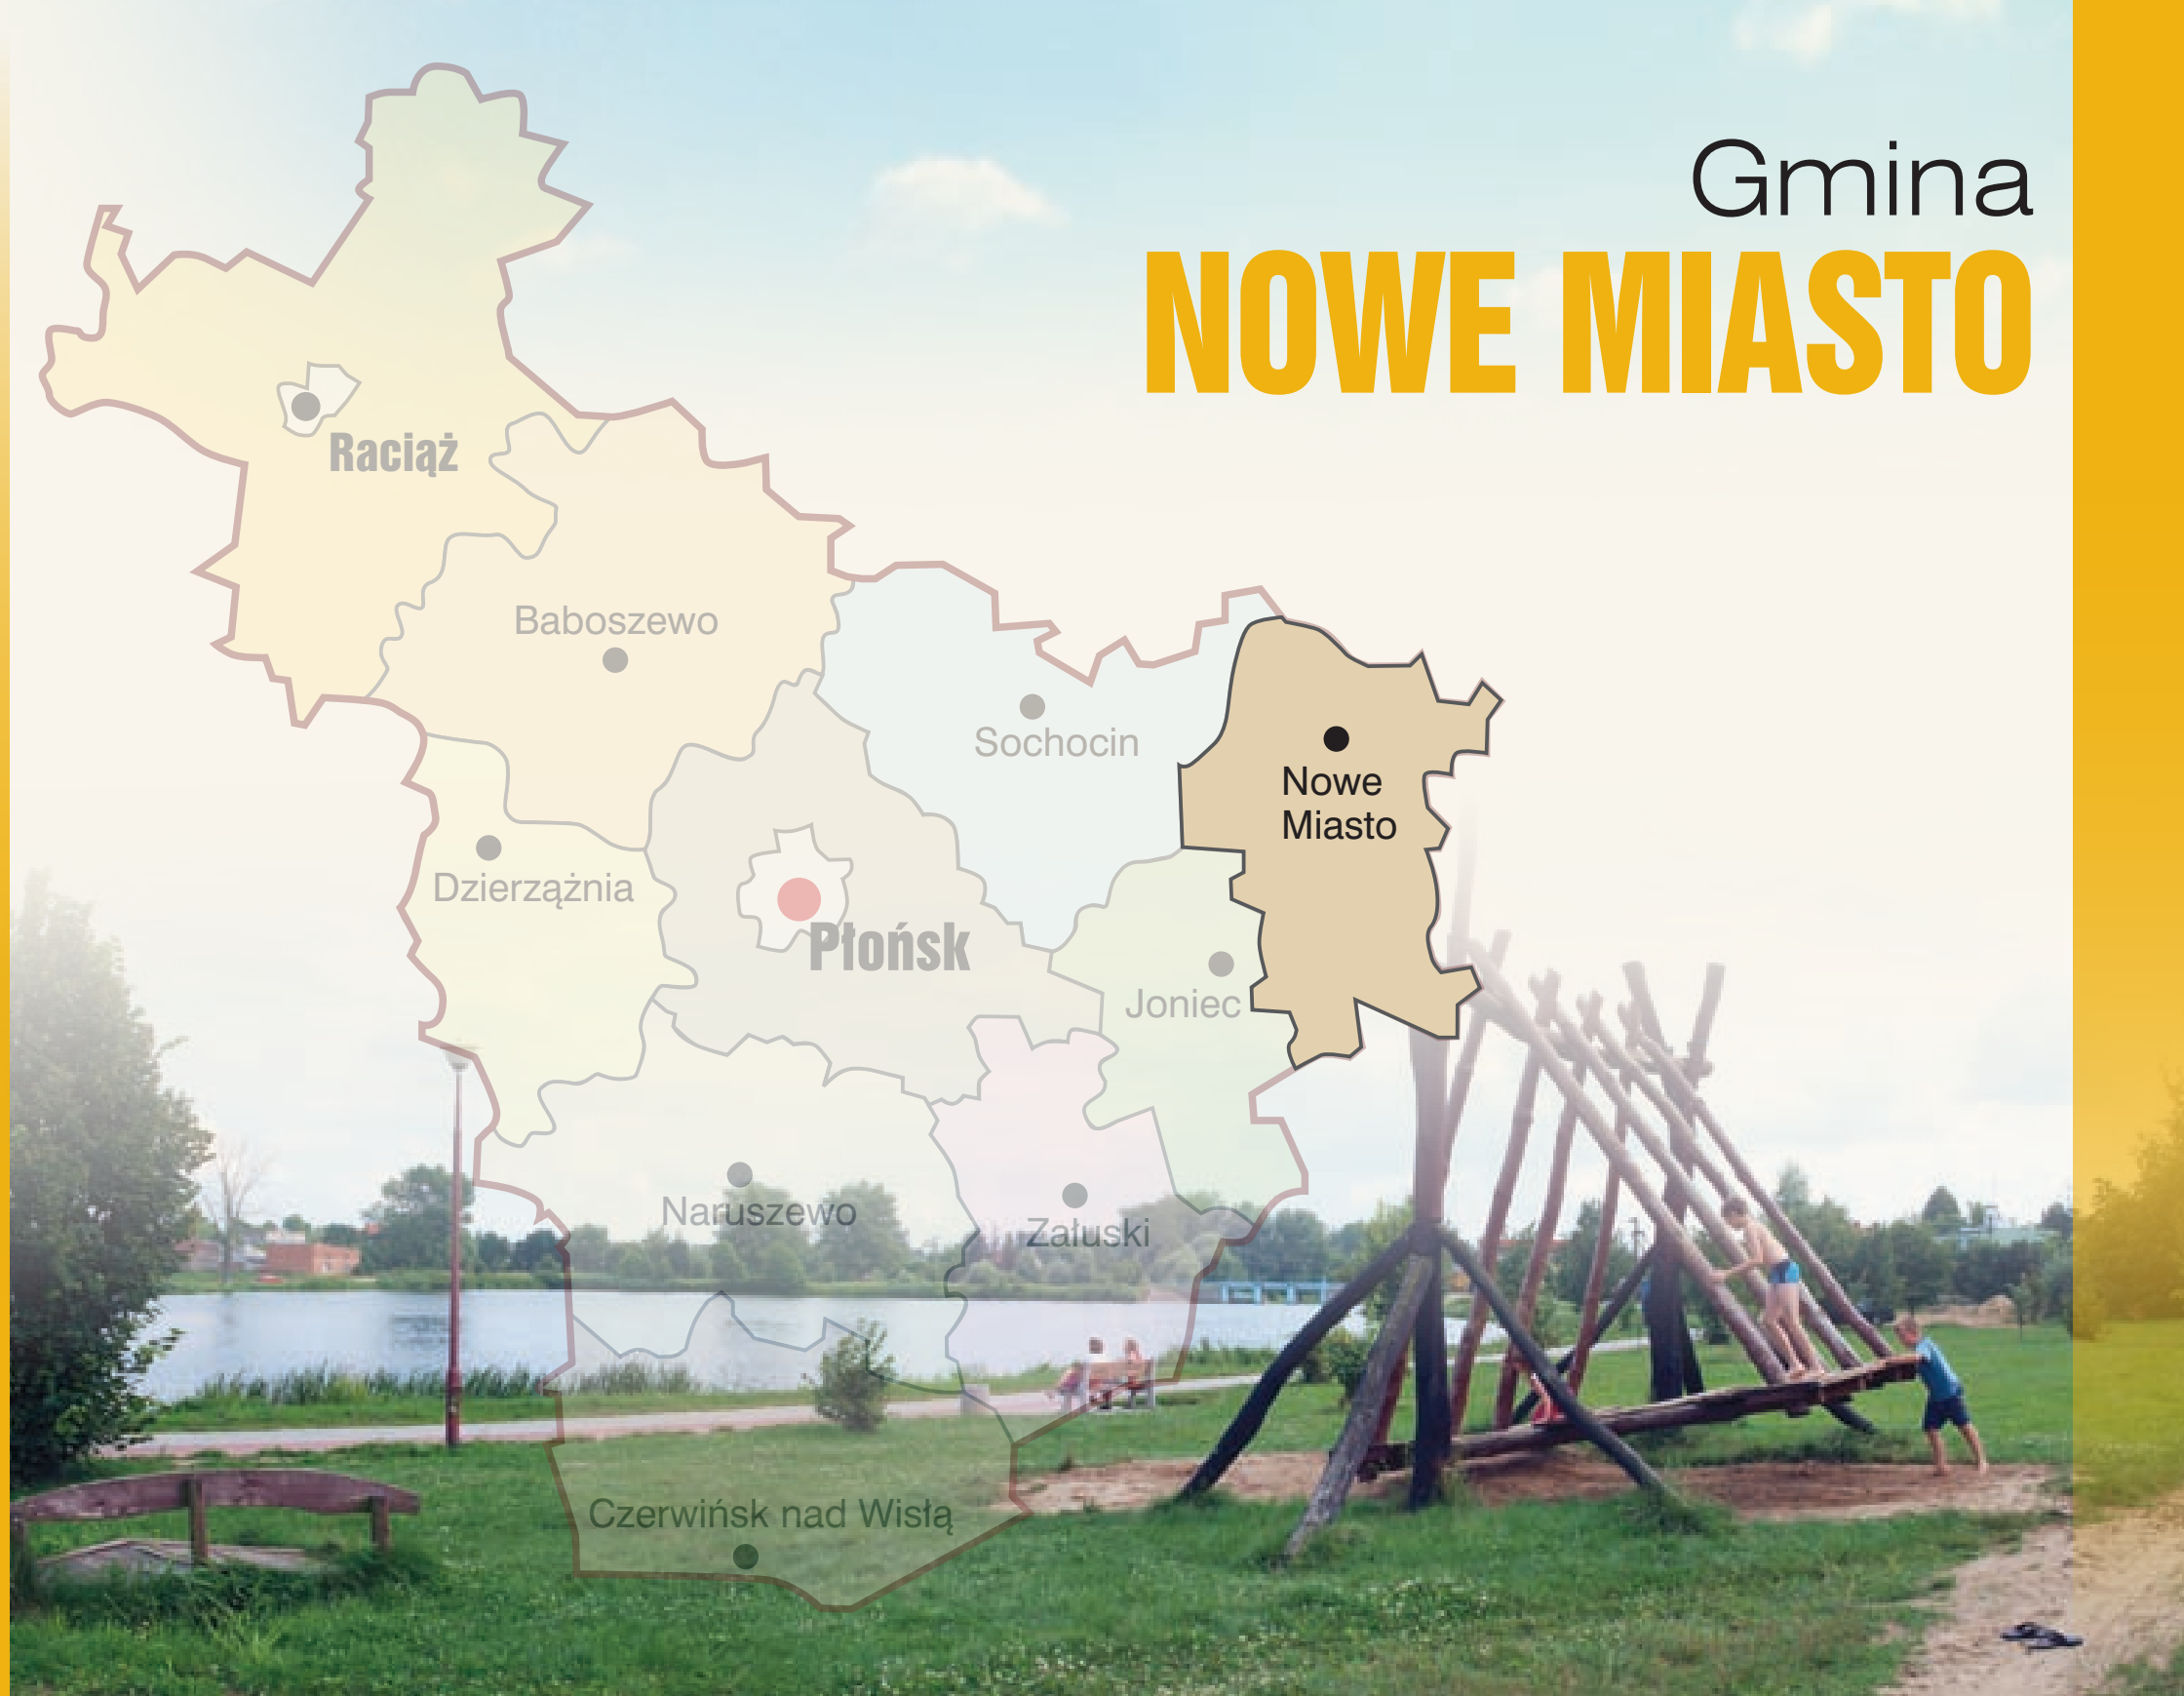 Gmina
NOWE MIASTO
Raciąż
Baboszewo
Sochocin
Nowe
Miasto
Dzierzążnia
Płońsk
Joniec
Naruszewo
Załuski
Czerwińsk nad Wisłą